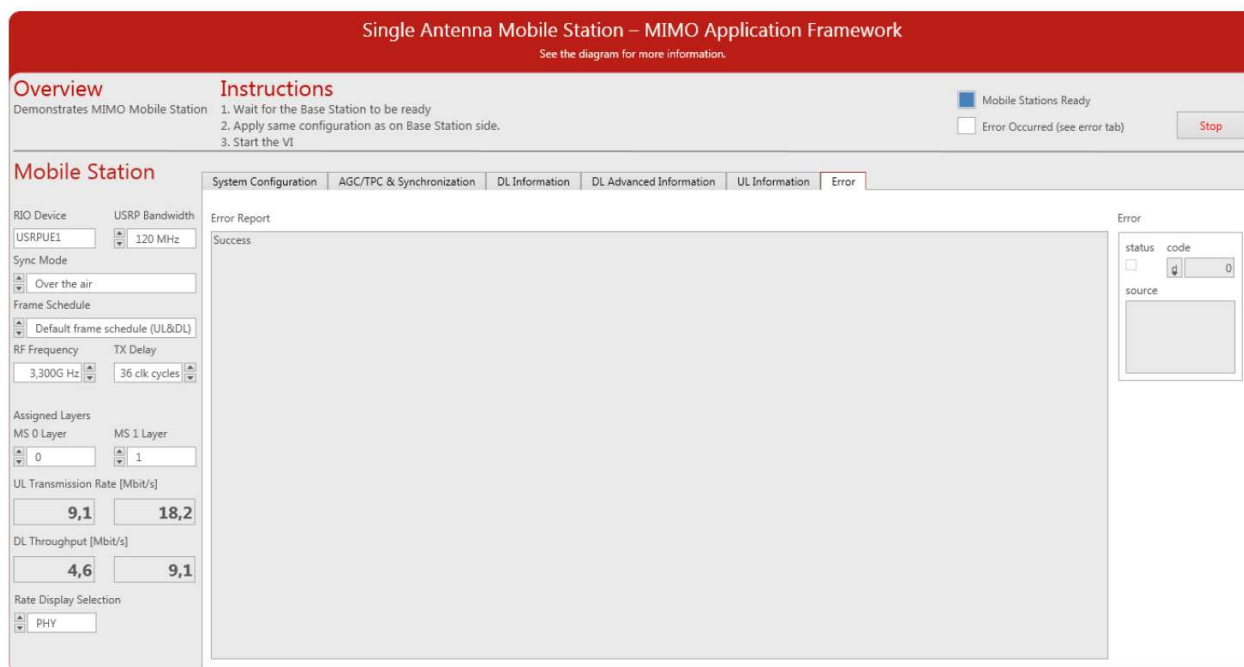 Single Antenna Mobile Station – MIMO Application Framework
See the diagram for more information.
Overview
Demonstrates MIMO Mobile Station
Instructions
1. Wait for the Base Station to be ready
2. Apply same configuration as on Base Station side.
3. Start the VI
Mobile Stations Ready
Error Occurred (see error tab)
Stop
Mobile Station
System Configuration
AGC/TPC & Synchronization
DL Information
DL Advanced Information
UL Information
Error
RIO Device
USRP Bandwidth
USRPUE1
120 MHz
Sync Mode
Over the air
Frame Schedule
Default frame schedule (UL&DL)
RF Frequency
TX Delay
3,300G Hz
36 clk cycles
Assigned Layers
MS 0 Layer
MS 1 Layer
0
1
UL Transmission Rate [Mbit/s]
9,1
18,2
DL Throughput [Mbit/s]
4,6
9,1
Rate Display Selection
PHY
Error Report
Success
Error
status
code
d
0
source